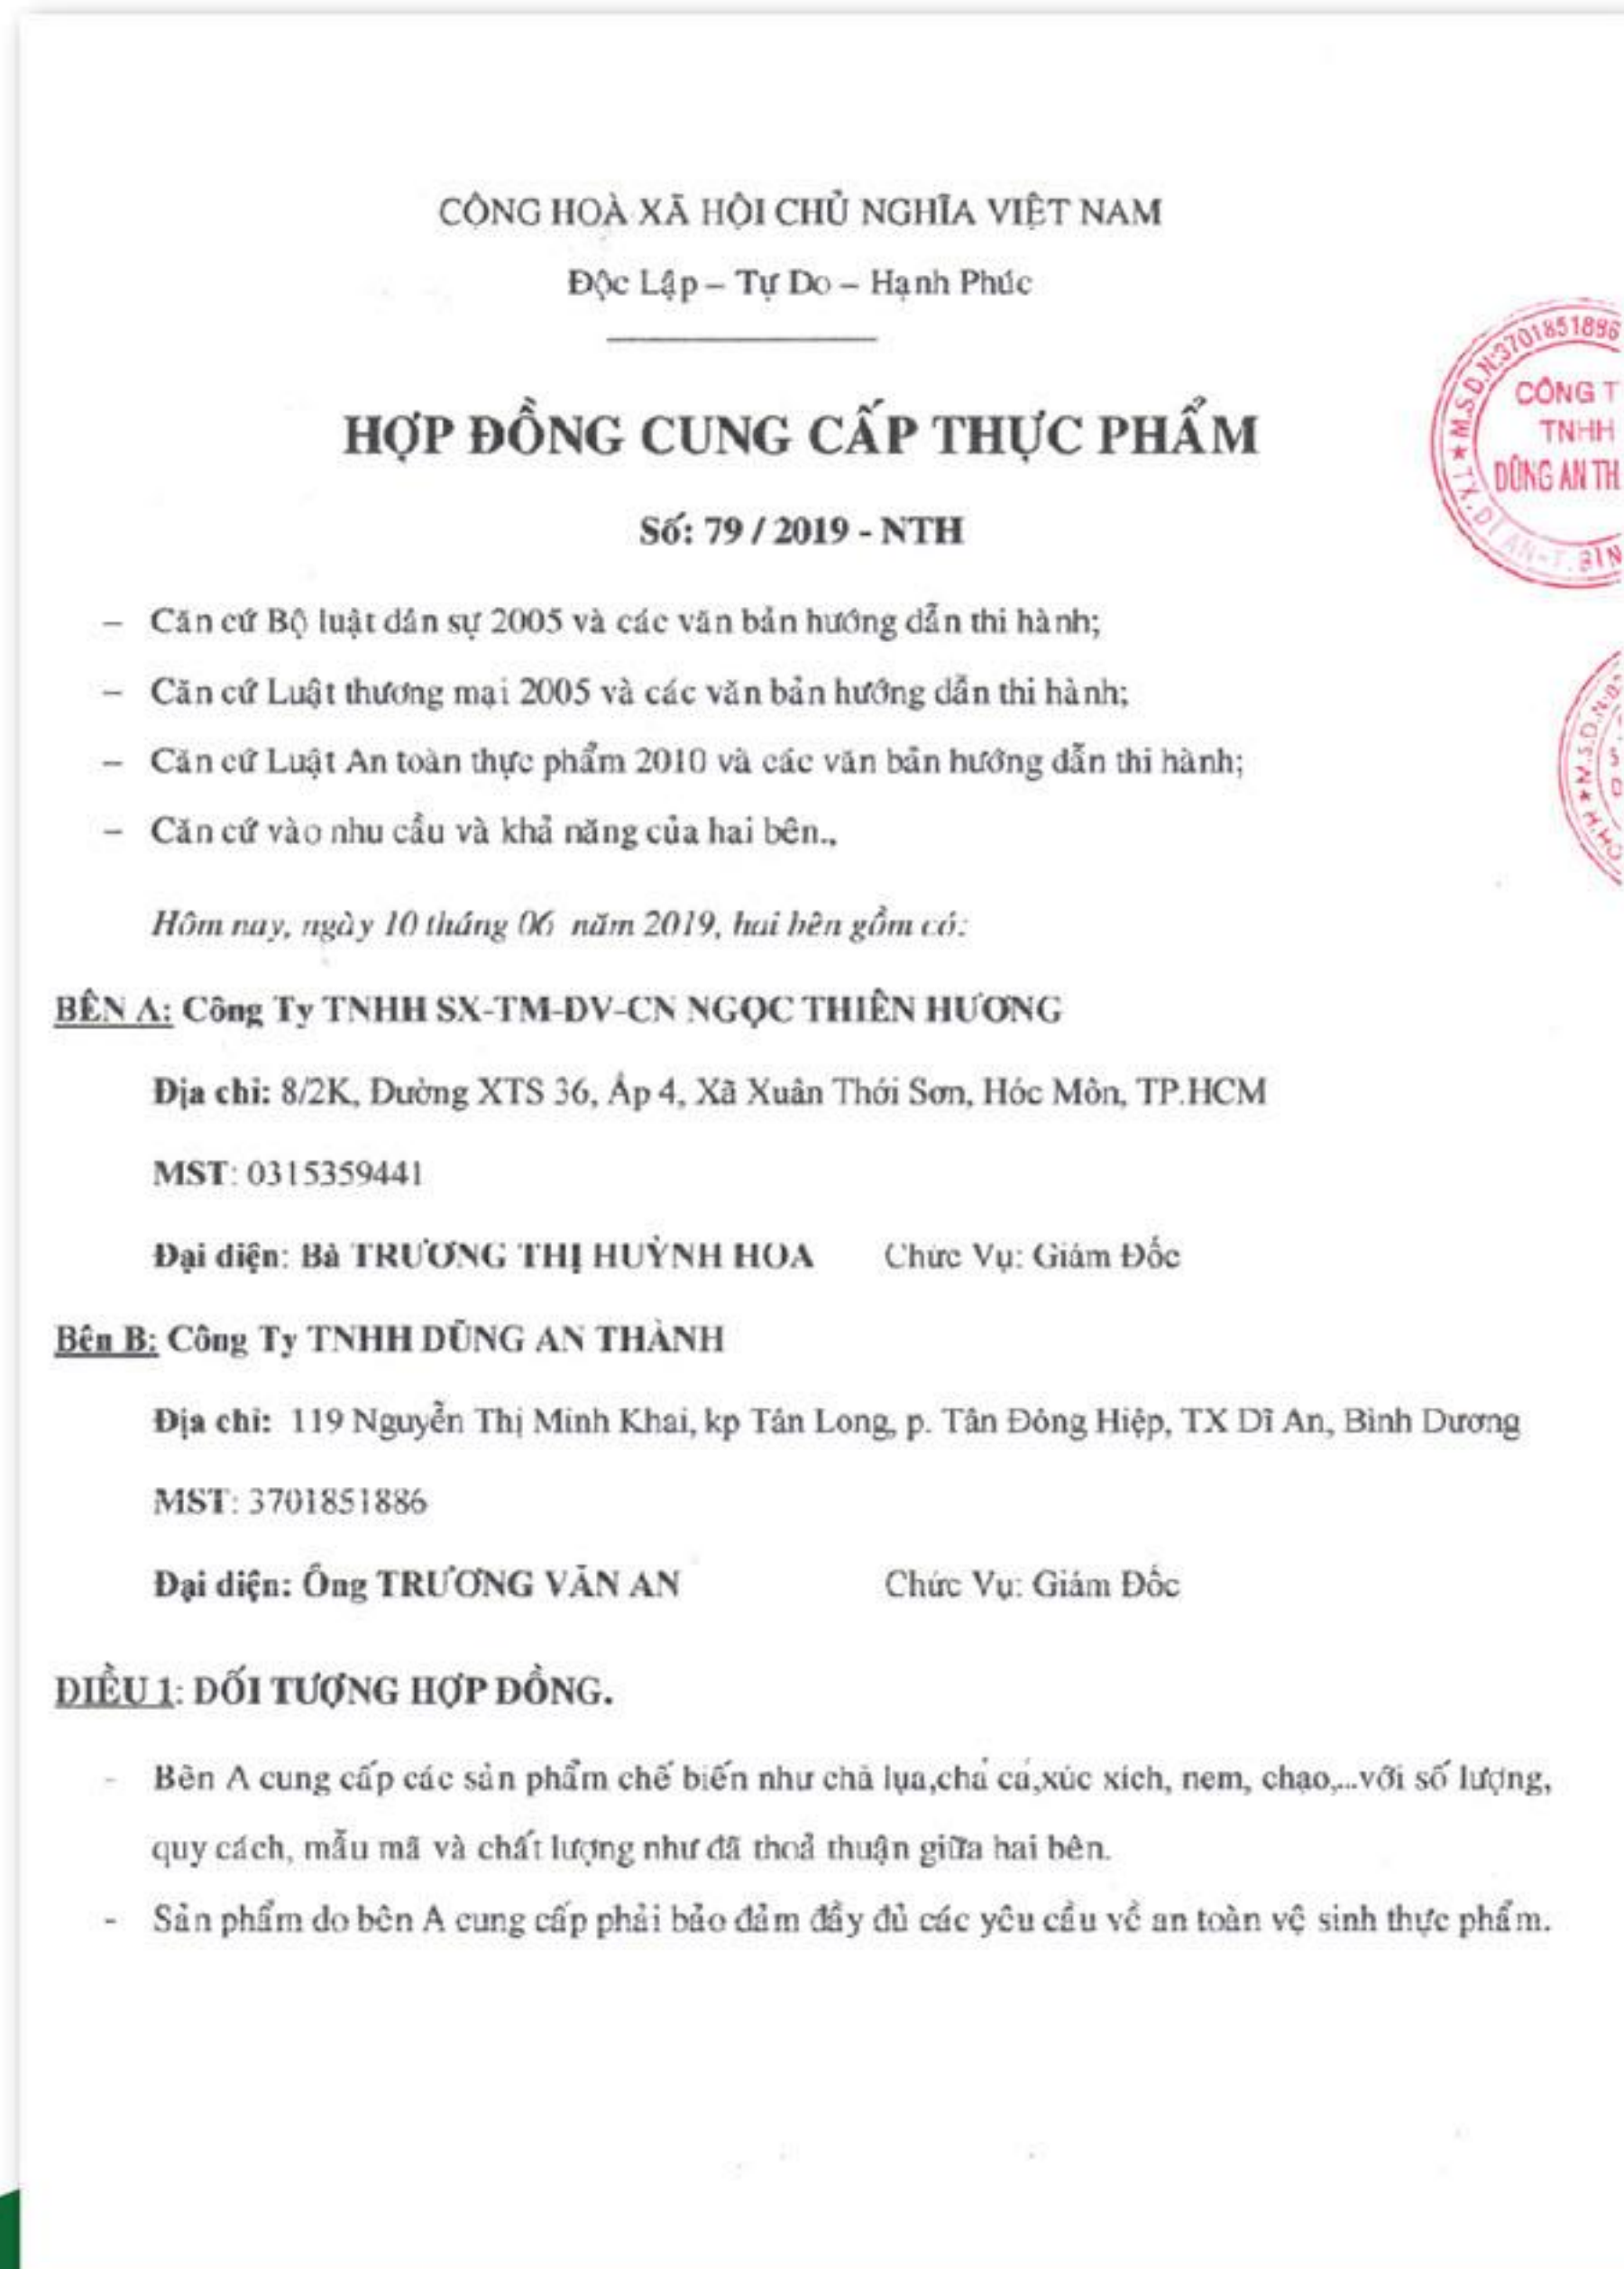 CỘNG HOÀ XÃ HỘI CHỦ NGHĨA VIỆT NAM
Độc Lập – Tự Do – Hạnh Phúc
HỢP ĐỒNG CUNG CẤP THỰC PHẨM
Số: 79 / 2019 - NTH
M.S.D.N:3701851886
CÔNG T
TNHH
DŨNG AN TH
TX. DĨ AN-T. BÌN
– Căn cứ Bộ luật dân sự 2005 và các văn bản hướng dẫn thi hành;
– Căn cứ Luật thương mại 2005 và các văn bản hướng dẫn thi hành;
– Căn cứ Luật An toàn thực phẩm 2010 và các văn bản hướng dẫn thi hành;
– Căn cứ vào nhu cầu và khả năng của hai bên.,
M.S.D.N:
Hôm nay, ngày 10 tháng 06 năm 2019, hai bên gồm có:
BÊN A: Công Ty TNHH SX-TM-DV-CN NGỌC THIÊN HƯƠNG
Địa chỉ: 8/2K, Đường XTS 36, Ấp 4, Xã Xuân Thới Sơn, Hóc Môn, TP.HCM
MST: 0315359441
Đại diện: Bà TRƯƠNG THỊ HUỲNH HOA Chức Vụ: Giám Đốc
Bên B: Công Ty TNHH DŨNG AN THÀNH
Địa chỉ: 119 Nguyễn Thị Minh Khai, kp Tân Long, p. Tân Đông Hiệp, TX Dĩ An, Bình Dương
MST: 3701851886
Đại diện: Ông TRƯƠNG VĂN AN Chức Vụ: Giám Đốc
ĐIỀU 1: ĐỐI TƯỢNG HỢP ĐỒNG.
- Bên A cung cấp các sản phẩm chế biến như chả lụa,chả cá,xúc xích, nem, chạo,...với số lượng,
quy cách, mẫu mã và chất lượng như đã thoả thuận giữa hai bên.
- Sản phẩm do bên A cung cấp phải bảo đảm đầy đủ các yêu cầu về an toàn vệ sinh thực phẩm.